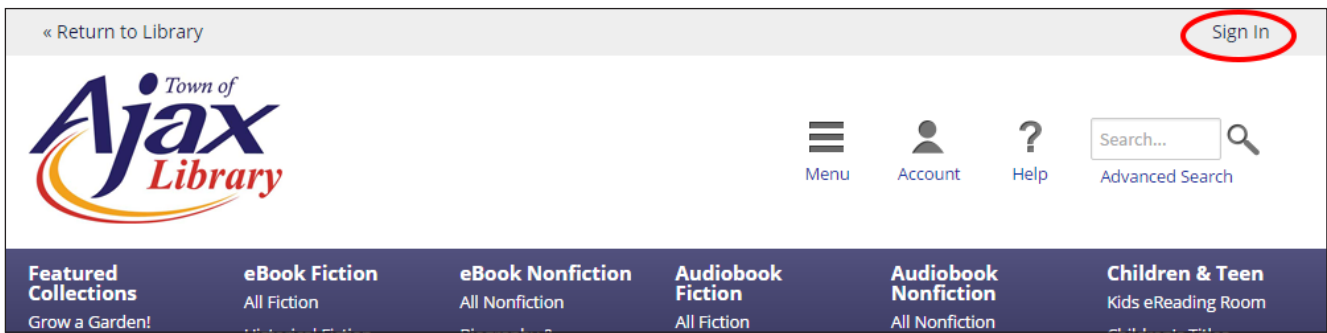 « Return to Library
Sign In
Town of
Ajax
Library
Menu
Account
Help
Search...
Advanced Search
Featured
Collections
Grow a Garden!
eBook Fiction
All Fiction
eBook Nonfiction
All Nonfiction
Audiobook
Fiction
All Fiction
Audiobook
Nonfiction
All Nonfiction
Children & Teen
Kids eReading Room